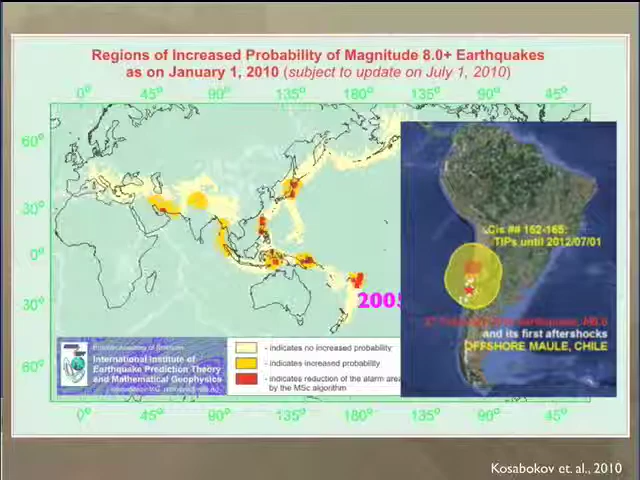 Regions of Increased Probability of Magnitude 8.0+ Earthquakes
as on January 1, 2010 (subject to update on July 1, 2010)
0° 45° 90° 135° 180° 135° 90° 45°
60°
30°
0°
30°
60°
2005
Cis ## 162-165:
TIPs until 2012/07/01
and its first aftershocks
OFFSHORE MAULE, CHILE
International Institute of
Earthquake Prediction Theory
and Mathematical Geophysics
- indicates no increased probability
- indicates increased probability
- indicates reduction of the alarm area
by the MSc algorithm
0° 45° 90° 135° 180° 135° 90° 45°
Kosabokov et. al., 2010